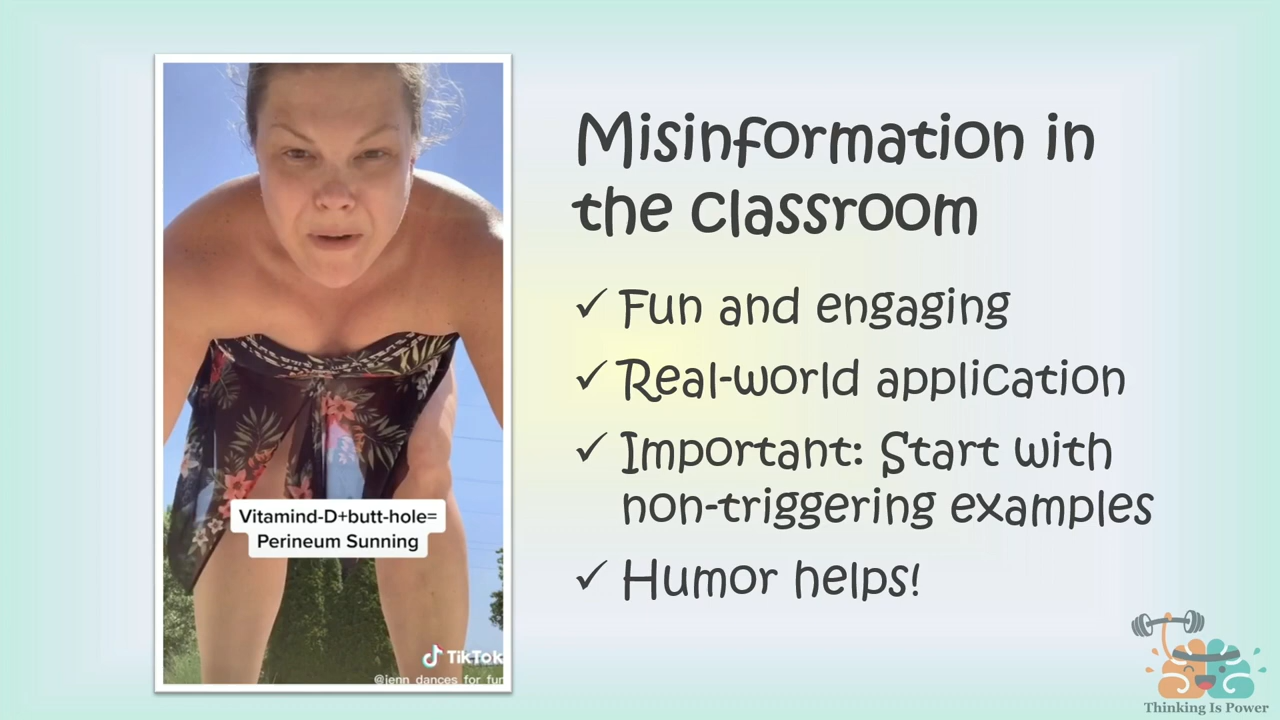 Misinformation in
the classroom
✓ Fun and engaging
✓ Real-world application
✓ Important: Start with
non-triggering examples
✓ Humor helps!
Vitamind-D+butt-hole=
Perineum Sunning
TikTok
@jenn_dances_for_fun
Thinking Is Power